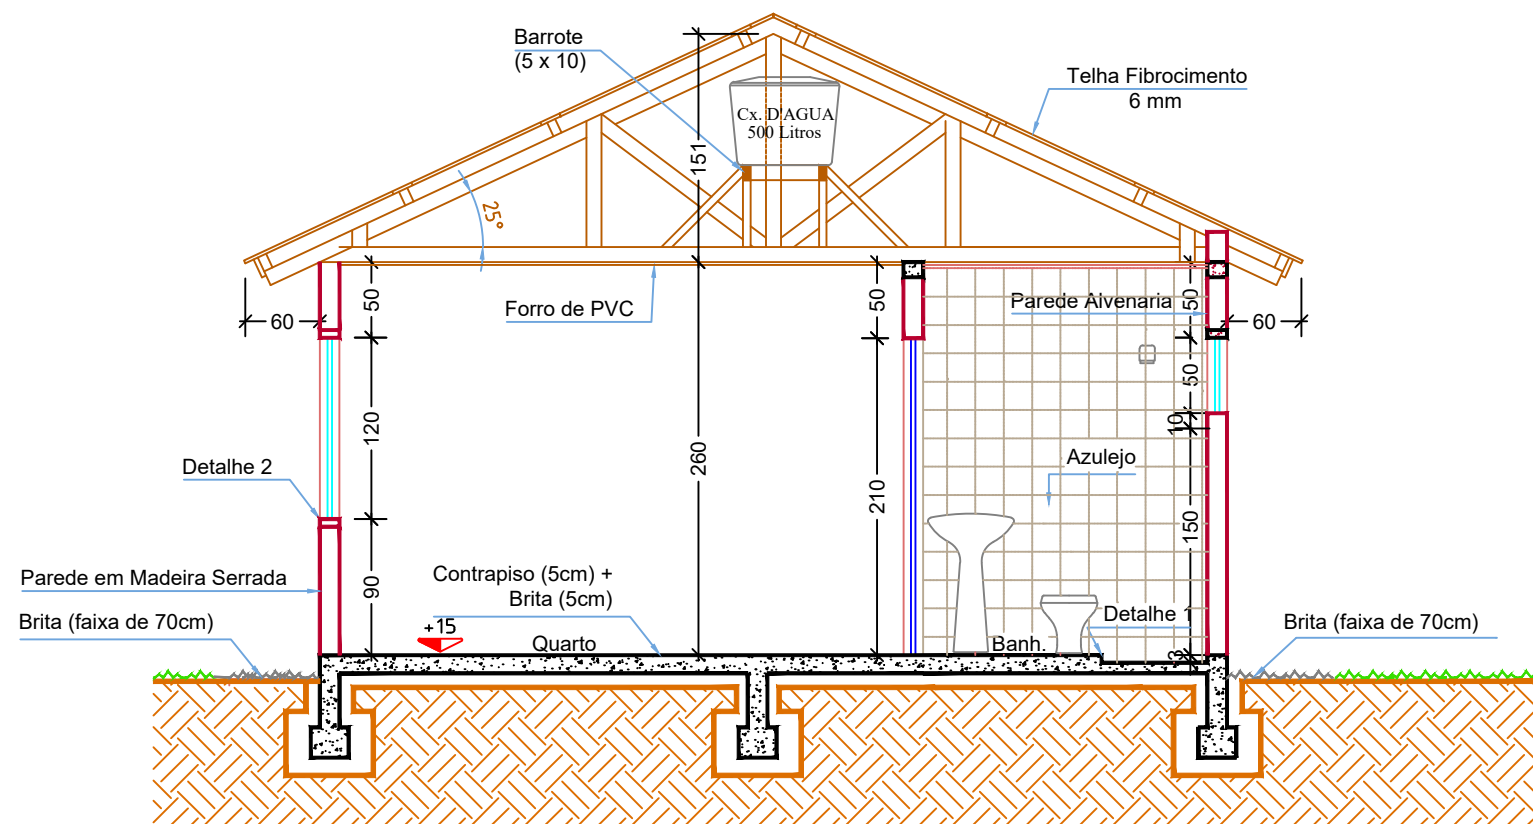 Barrote
(5 x 10)
Telha Fibrocimento
6 mm
Cx. D'AGUA
500 Litros
151
25°
60
50
Forro de PVC
50
Parede Alvenaria
50
60
50
10
120
260
210
Azulejo
Detalhe 2
150
Parede em Madeira Serrada
90
Contrapiso (5cm) +
Brita (5cm)
Detalhe 1
Brita (faixa de 70cm)
+15
Quarto
Banh.
3
Brita (faixa de 70cm)